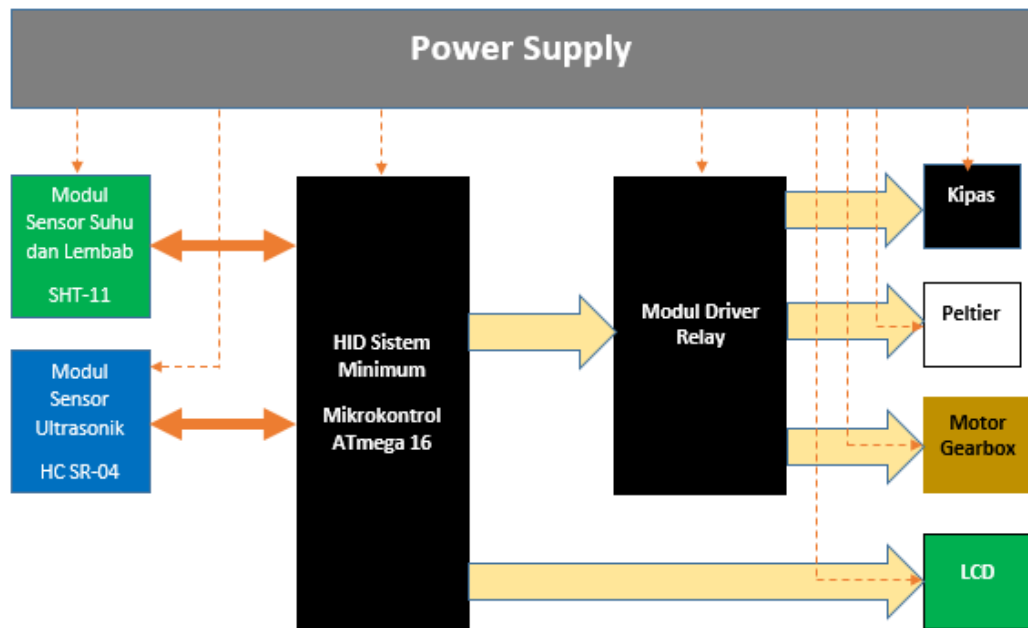 Power Supply
Modul
Sensor Suhu
dan Lembab
SHT-11
Modul
Sensor
Ultrasonik
HC SR-04
HID Sistem
Minimum
Mikrokontrol
ATmega 16
Modul Driver
Relay
Kipas
Peltier
Motor
Gearbox
LCD